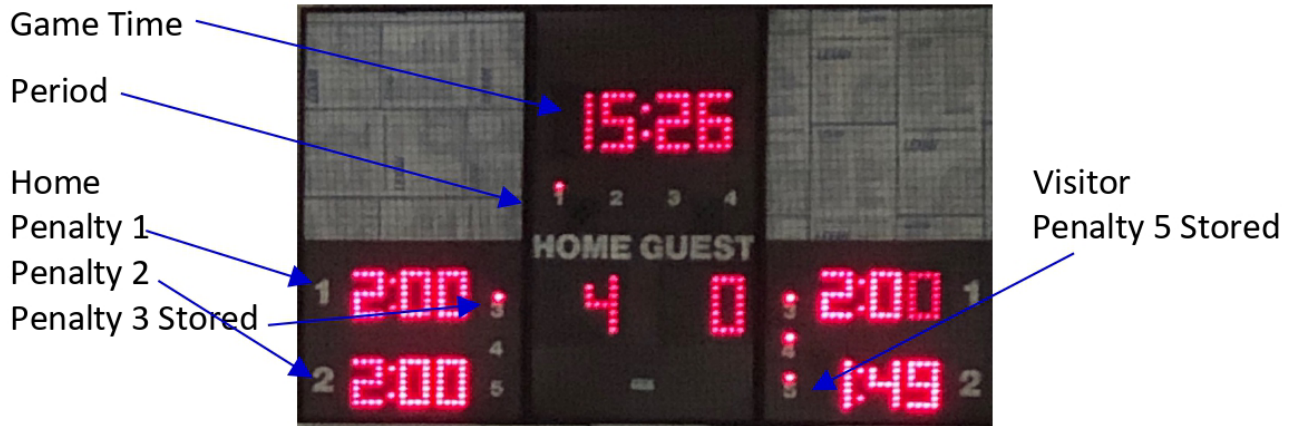 Game Time
Period
Home
Penalty 1
Penalty 2
Penalty 3 Stored
15:26
1 2 3 4
HOME GUEST
1 2:00 3 4 0 3 2:00 1
4 4
2 2:00 5 5 1:49 2
Visitor
Penalty 5 Stored